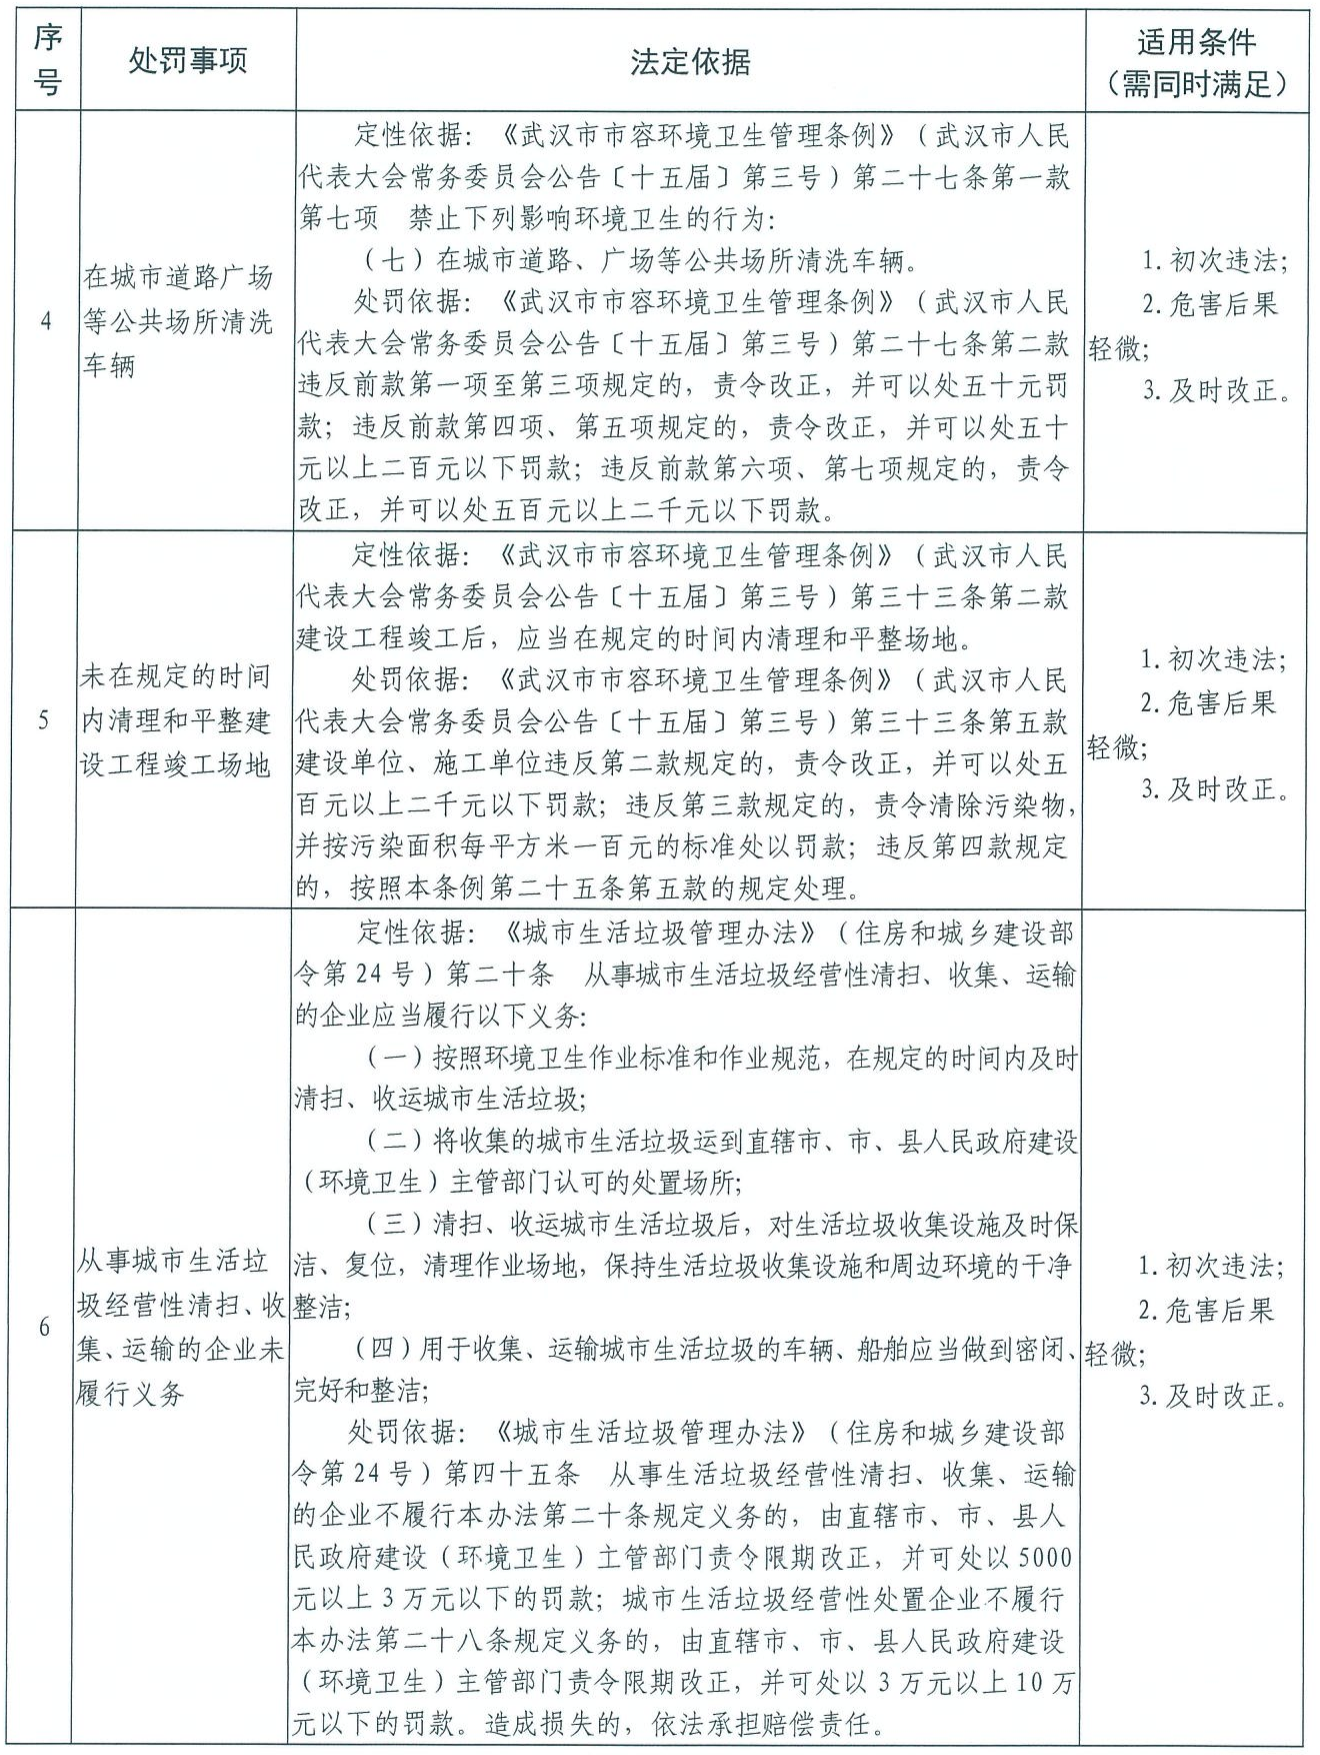 序号
处罚事项
法定依据
适用条件
（需同时满足）
4
在城市道路广场
等公共场所清洗
车辆
定性依据：《武汉市市容环境卫生管理条例》（武汉市人民
代表大会常务委员会公告〔十五届〕第三号）第二十七条第一款
第七项　禁止下列影响环境卫生的行为：
（七）在城市道路、广场等公共场所清洗车辆。
处罚依据：《武汉市市容环境卫生管理条例》（武汉市人民
代表大会常务委员会公告〔十五届〕第三号）第二十七条第二款
违反前款第一项至第三项规定的，责令改正，并可以处五十元罚
款；违反前款第四项、第五项规定的，责令改正，并可以处五十
元以上二百元以下罚款；违反前款第六项、第七项规定的，责令
改正，并可以处五百元以上二千元以下罚款。
1.初次违法；
2.危害后果
轻微；
3.及时改正。
5
未在规定的时间
内清理和平整建
设工程竣工场地
定性依据：《武汉市市容环境卫生管理条例》（武汉市人民
代表大会常务委员会公告〔十五届〕第三号）第三十三条第二款
建设工程竣工后，应当在规定的时间内清理和平整场地。
处罚依据：《武汉市市容环境卫生管理条例》（武汉市人民
代表大会常务委员会公告〔十五届〕第三号）第三十三条第五款
建设单位、施工单位违反第二款规定的，责令改正，并可以处五
百元以上二千元以下罚款；违反第三款规定的，责令清除污染物，
并按污染面积每平方米一百元的标准处以罚款；违反第四款规定
的，按照本条例第二十五条第五款的规定处理。
1.初次违法；
2.危害后果
轻微；
3.及时改正。
6
从事城市生活垃
圾经营性清扫、收
集、运输的企业未
履行义务
定性依据：《城市生活垃圾管理办法》（住房和城乡建设部
令第24号）第二十条　从事城市生活垃圾经营性清扫、收集、运输
的企业应当履行以下义务：
（一）按照环境卫生作业标准和作业规范，在规定的时间内及时
清扫、收运城市生活垃圾；
（二）将收集的城市生活垃圾运到直辖市、市、县人民政府建设
（环境卫生）主管部门认可的处置场所；
（三）清扫、收运城市生活垃圾后，对生活垃圾收集设施及时保
洁、复位，清理作业场地，保持生活垃圾收集设施和周边环境的干净
整洁；
（四）用于收集、运输城市生活垃圾的车辆、船舶应当做到密闭、
完好和整洁；
处罚依据：《城市生活垃圾管理办法》（住房和城乡建设部
令第24号）第四十五条　从事生活垃圾经营性清扫、收集、运输
的企业不履行本办法第二十条规定义务的，由直辖市、市、县人
民政府建设（环境卫生）主管部门责令限期改正，并可处以5000
元以上3万元以下的罚款；城市生活垃圾经营性处置企业不履行
本办法第二十八条规定义务的，由直辖市、市、县人民政府建设
（环境卫生）主管部门责令限期改正，并可处以3万元以上10万
元以下的罚款。造成损失的，依法承担赔偿责任。
1.初次违法；
2.危害后果
轻微；
3.及时改正。